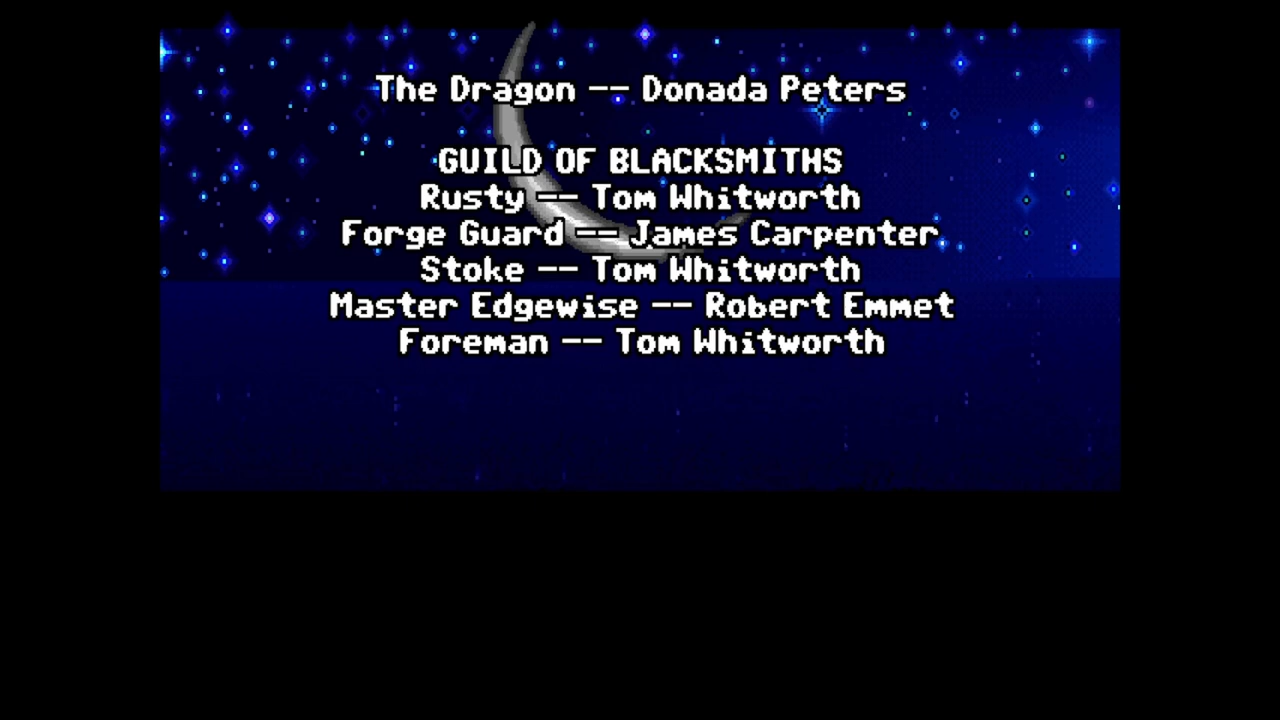 The Dragon -- Donada Peters
GUILD OF BLACKSMITHS
Rusty -- Tom Whitworth
Forge Guard -- James Carpenter
Stoke -- Tom Whitworth
Master Edgewise -- Robert Emmet
Foreman -- Tom Whitworth